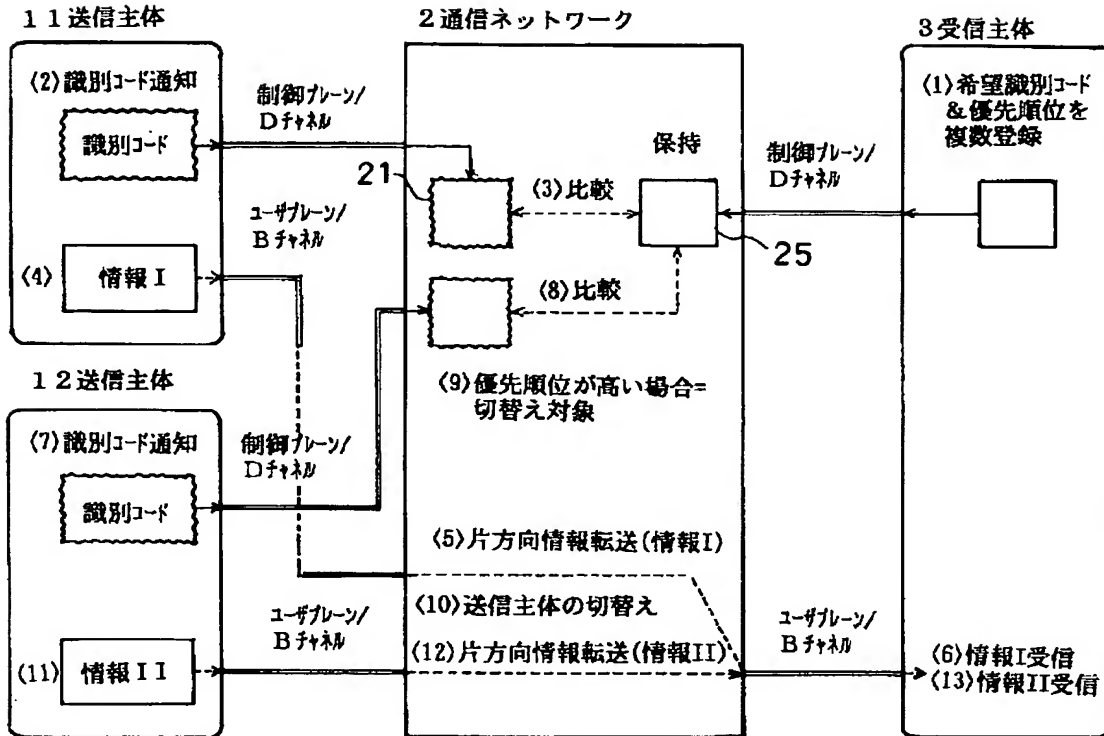 11送信主体
〈2〉識別コード通知
識別コード
〈4〉
情報I
制御プレーン/
Dチャネル
ユーザプレーン/
Bチャネル
12送信主体
〈7〉識別コード通知
識別コード
〈11〉
情報II
制御プレーン/
Dチャネル
ユーザプレーン/
Bチャネル
2通信ネットワーク
21
〈3〉比較
保持
25
〈8〉比較
〈9〉優先順位が高い場合=
切替え対象
〈5〉片方向情報転送(情報I)
〈10〉送信主体の切替え
〈12〉片方向情報転送(情報II)
制御プレーン/
Dチャネル
ユーザプレーン/
Bチャネル
3受信主体
〈1〉希望識別コード
&優先順位を
複数登録
〈6〉情報I受信
〈13〉情報II受信